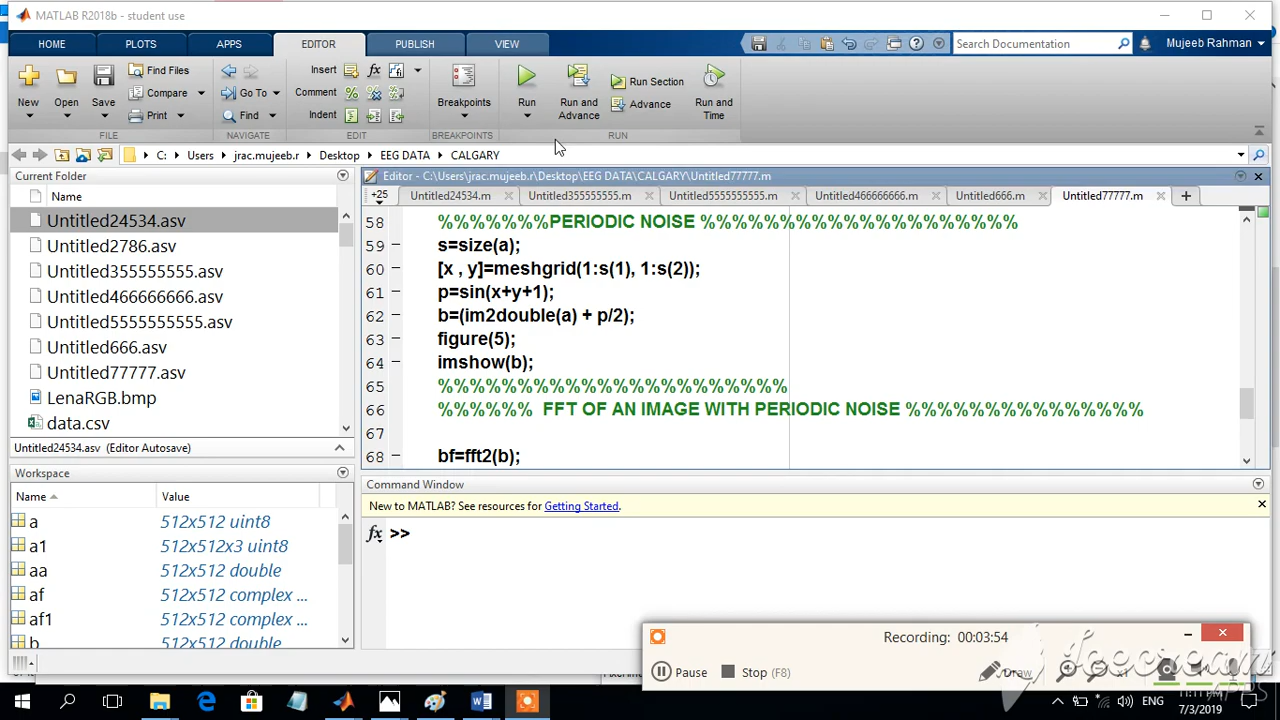 MATLAB R2018b - student use
HOME PLOTS APPS EDITOR PUBLISH VIEW
Search Documentation
Mujeeb Rahman
New Open Save
Find Files
Compare
Print
Go To
Find
Insert
Comment
Indent
Breakpoints
Run
Run and Advance
Run Section
Advance
Run and Time
FILE NAVIGATE EDIT BREAKPOINTS RUN
C: Users jrac.mujeeb.r Desktop EEG DATA CALGARY
Current Folder
Name
Untitled24534.asv
Untitled2786.asv
Untitled355555555.asv
Untitled466666666.asv
Untitled5555555555.asv
Untitled666.asv
Untitled77777.asv
LenaRGB.bmp
data.csv
Untitled24534.asv (Editor Autosave)
Workspace
Name Value
a 512x512 uint8
a1 512x512x3 uint8
aa 512x512 double
af 512x512 complex ...
af1 512x512 complex ...
b 512x512 double
Editor - C:\Users\jrac.mujeeb.r\Desktop\EEG DATA\CALGARY\Untitled77777.m
+25 Untitled24534.m Untitled355555555.m Untitled5555555555.m Untitled466666666.m Untitled666.m Untitled77777.m
58 %%%%%%%PERIODIC NOISE %%%%%%%%%%%%%%%%%%%%
59 s=size(a);
60 [x , y]=meshgrid(1:s(1), 1:s(2));
61 p=sin(x+y+1);
62 b=(im2double(a) + p/2);
63 figure(5);
64 imshow(b);
65 %%%%%%%%%%%%%%%%%%%%%%
66 %%%%%% FFT OF AN IMAGE WITH PERIODIC NOISE %%%%%%%%%%%%%%%
67
68 bf=fft2(b);
Command Window
New to MATLAB? See resources for Getting Started.
fx >>
Recording: 00:03:54
Pause
Stop (F8)
Draw
x1
icecream
APPS
ENG
7/3/2019